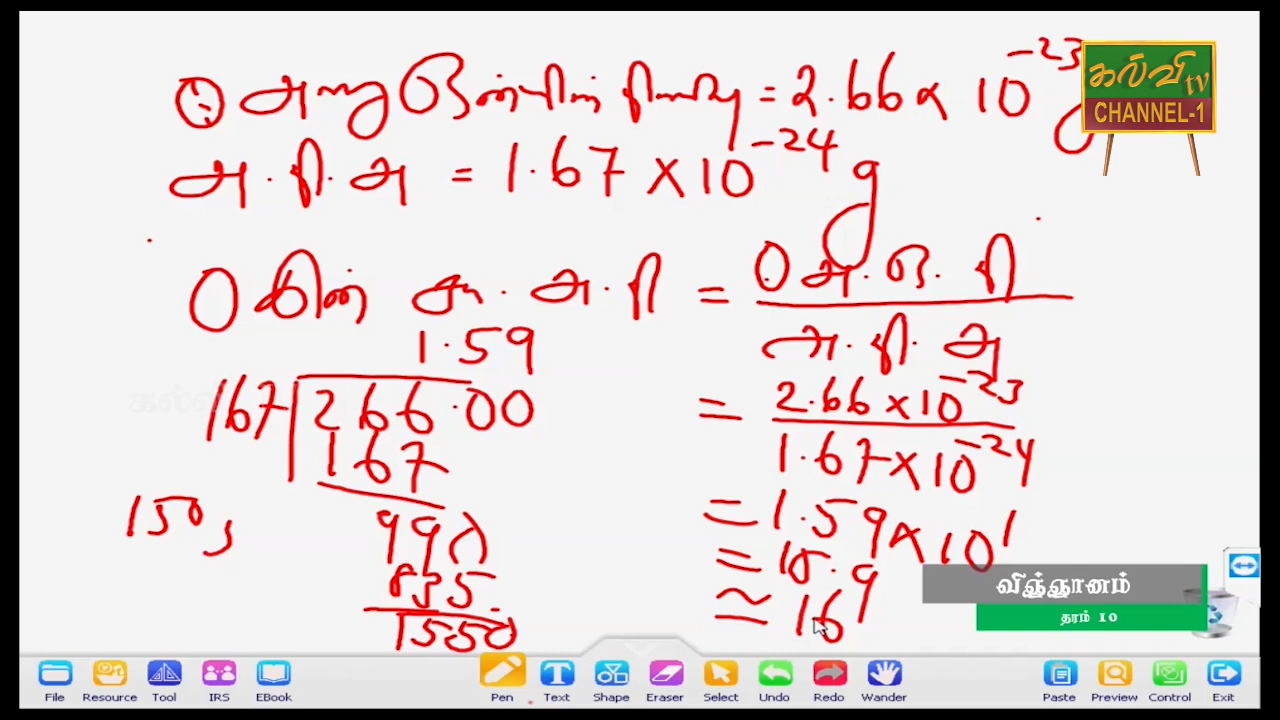 கல்வி tv
CHANNEL-1
= 2.66 × 10⁻²³ g
அ . தி . அ = 1.67 × 10⁻²⁴ g
O இன் சா . அ . தி = O அ . ஒ . தி
அ . தி . அ
1.59
167 266.00
167
990
835
1550
150
= 2.66 × 10⁻²³
1.67 × 10⁻²⁴
= 1.59 × 10¹
= 15.9
≈ 16
விஞ்ஞானம்
தரம் 10
File Resource Tool IRS EBook Pen Text Shape Eraser Select Undo Redo Wander Paste Preview Control Exit